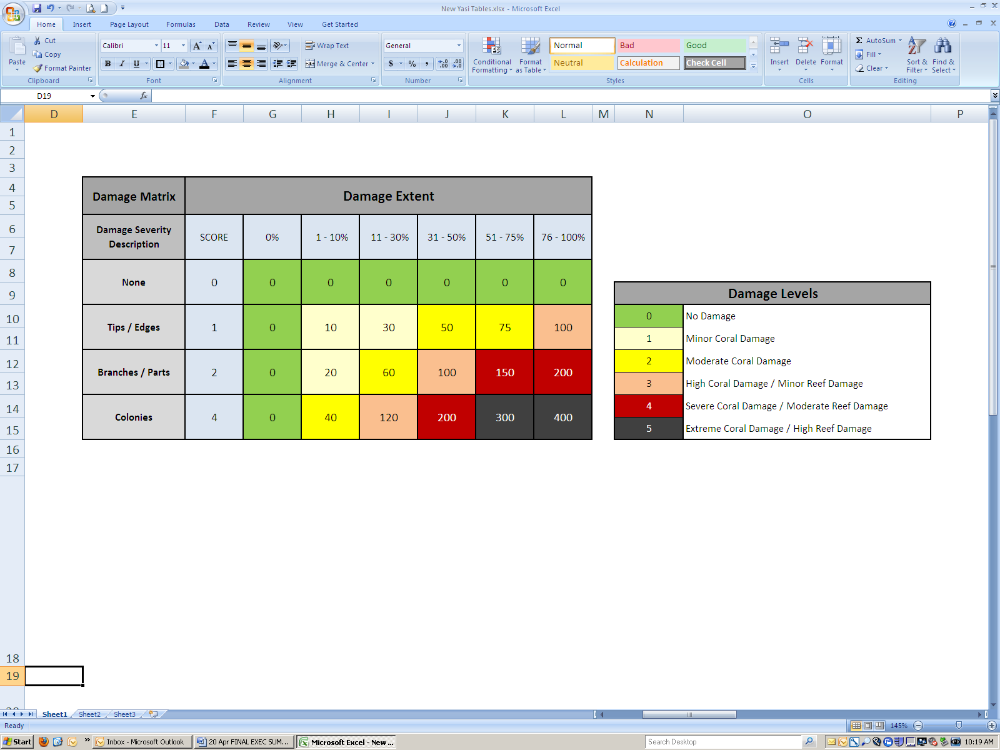 New Yasi Tables.xlsx - Microsoft Excel
Home Insert Page Layout Formulas Data Review View Get Started
Paste Cut Copy Format Painter
Calibri 11
B I U
Wrap Text
Merge & Center
General
$ % ,
Conditional Formatting
Format as Table
Normal Bad Good
Neutral Calculation Check Cell
Insert Delete Format
Σ AutoSum
Fill
Clear
Sort & Filter
Find & Select
Clipboard Font Alignment Number Styles Cells Editing
D19 fx
D E F G H I J K L M N O P
1
2
3
4
5
6
7
8
9
10
11
12
13
14
15
16
17
18
19
Damage Matrix Damage Extent
Damage Severity Description SCORE 0% 1 - 10% 11 - 30% 31 - 50% 51 - 75% 76 - 100%
None 0 0 0 0 0 0 0
Tips / Edges 1 0 10 30 50 75 100
Branches / Parts 2 0 20 60 100 150 200
Colonies 4 0 40 120 200 300 400
Damage Levels
0 No Damage
1 Minor Coral Damage
2 Moderate Coral Damage
3 High Coral Damage / Minor Reef Damage
4 Severe Coral Damage / Moderate Reef Damage
5 Extreme Coral Damage / High Reef Damage
Sheet1 Sheet2 Sheet3
Ready 145%
Start Inbox - Microsoft Outlook 20 Apr FINAL EXEC SUM... Microsoft Excel - New ... Search Desktop 10:19 AM